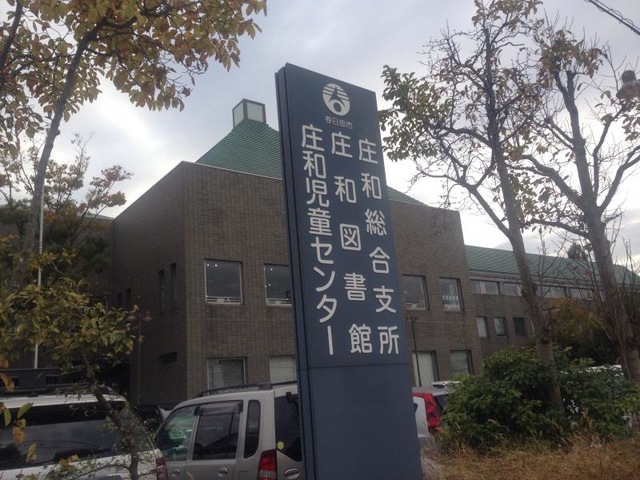 春日部市
庄和総合支所
庄和図書館
庄和児童センター